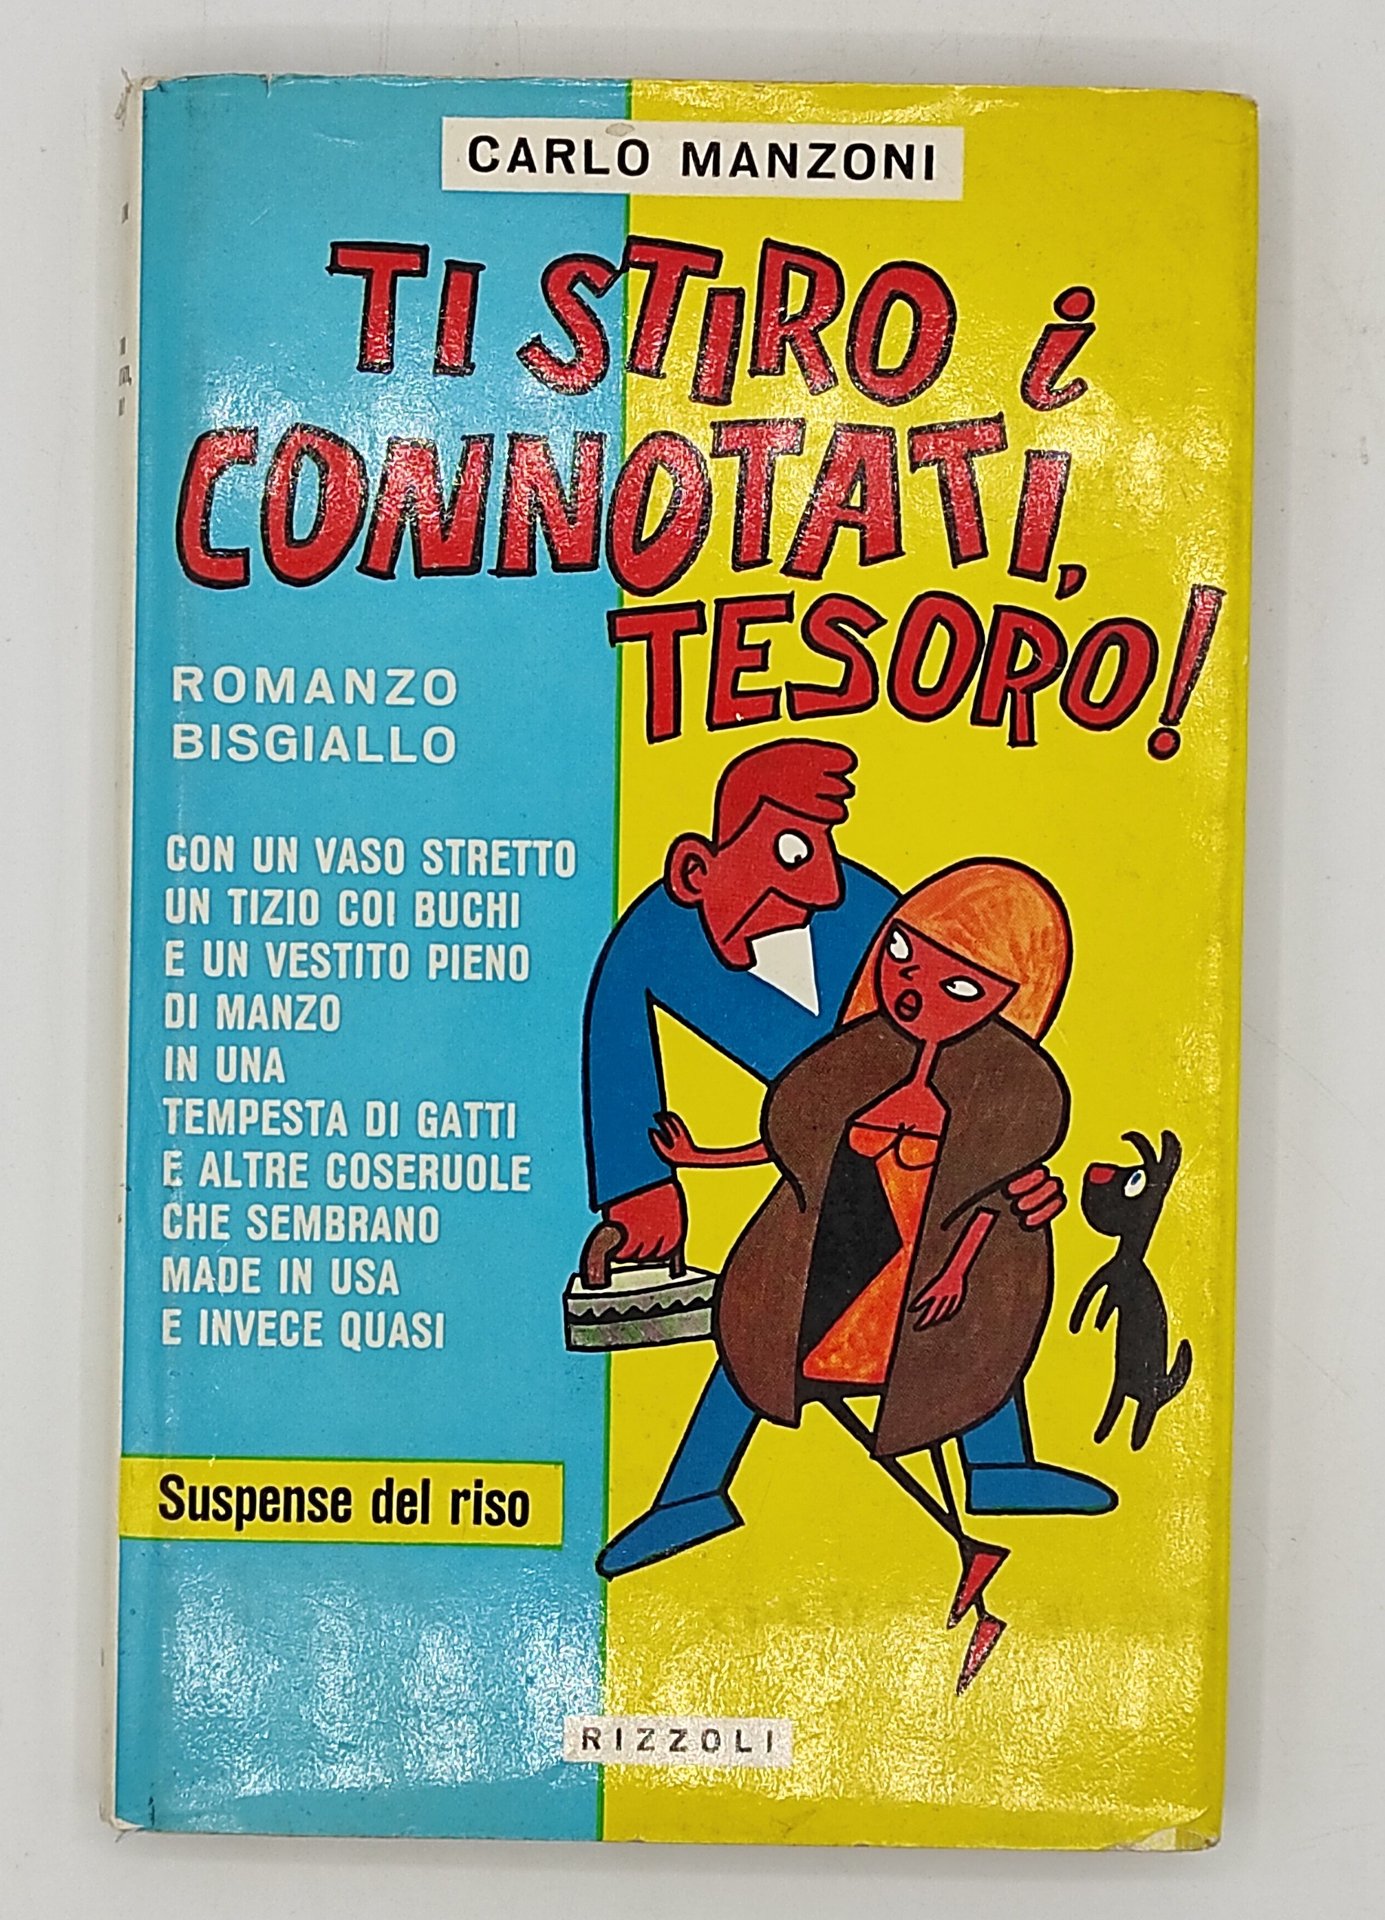 CARLO MANZONI
TI STIRO i
CONNOTATI,
TESORO!
ROMANZO
BISGIALLO
CON UN VASO STRETTO
UN TIZIO COI BUCHI
E UN VESTITO PIENO
DI MANZO
IN UNA
TEMPESTA DI GATTI
E ALTRE COSERUOLE
CHE SEMBRANO
MADE IN USA
E INVECE QUASI
Suspense del riso
RIZZOLI